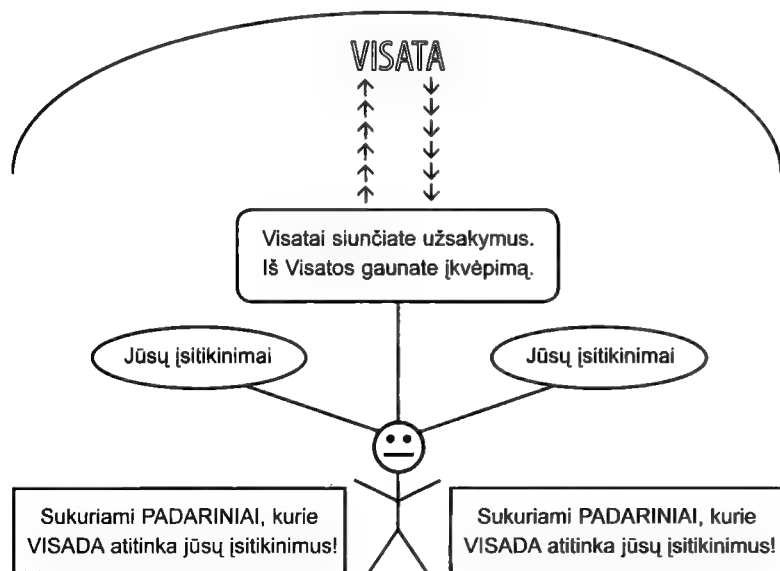 VISATA
Visatai siunčiate užsakymus.
Iš Visatos gaunate įkvėpimą.
Jūsų įsitikinimai
Jūsų įsitikinimai
Sukuriami PADARINIAI, kurie
VISADA atitinka jūsų įsitikinimus!
Sukuriami PADARINIAI, kurie
VISADA atitinka jūsų įsitikinimus!